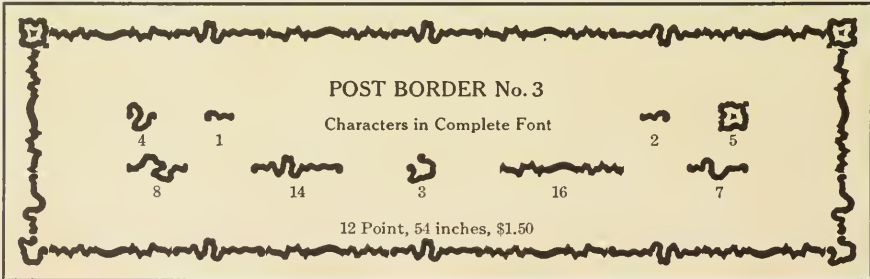 POST BORDER No. 3
Characters in Complete Font
4 1 2 5
8 14 3 16 7
12 Point, 54 inches, $1.50